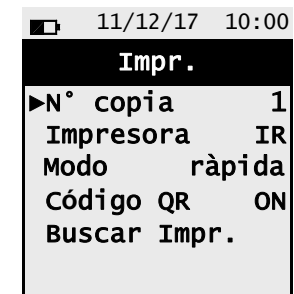 11/12/17 10:00
Impr.
▶N° copia 1
Impresora IR
Modo ràpida
Código QR ON
Buscar Impr.